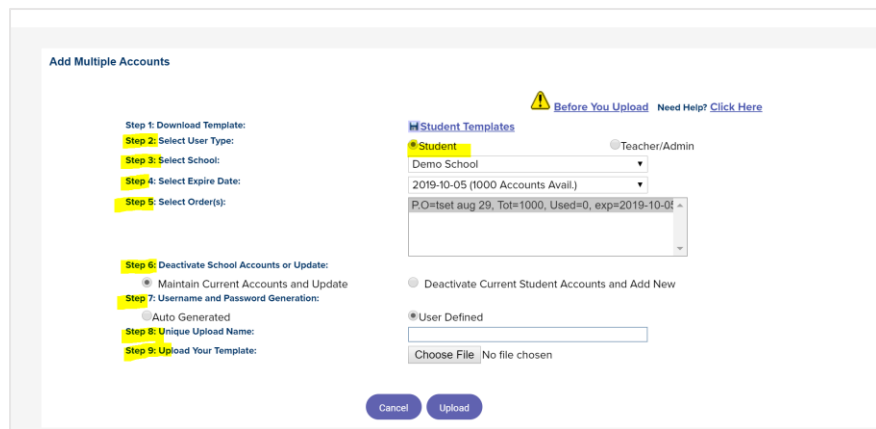 Add Multiple Accounts
Before You Upload Need Help? Click Here
Step 1: Download Template: Student Templates
Step 2: Select User Type: Student Teacher/Admin
Step 3: Select School: Demo School
Step 4: Select Expire Date: 2019-10-05 (1000 Accounts Avail.)
Step 5: Select Order(s): P.O=tset aug 29, Tot=1000, Used=0, exp=2019-10-05
Step 6: Deactivate School Accounts or Update:
Maintain Current Accounts and Update Deactivate Current Student Accounts and Add New
Step 7: Username and Password Generation:
Auto Generated User Defined
Step 8: Unique Upload Name:
Step 9: Upload Your Template: Choose File No file chosen
Cancel Upload